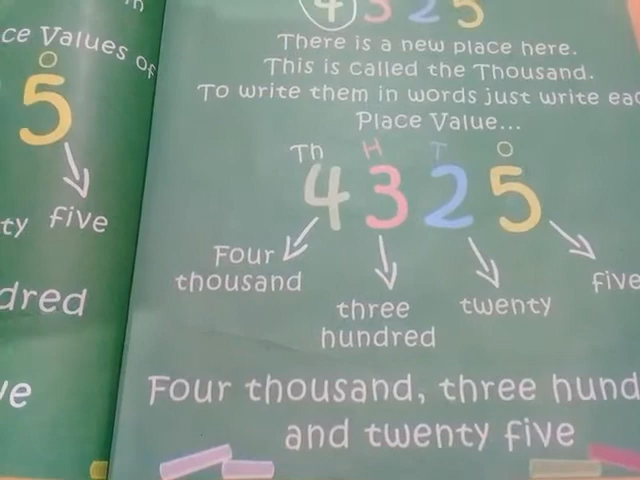 ce Values of
O
5
ty five
dred
ve
4325
There is a new place here.
This is called the Thousand.
To write them in words just write eac
Place Value...
Th H T O
4325
Four thousand
three hundred
twenty
five
Four thousand, three hund
and twenty five